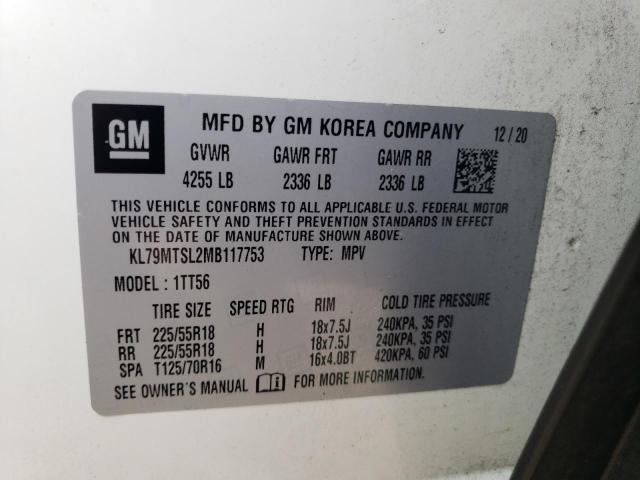 GM MFD BY GM KOREA COMPANY 12/20
GVWR GAWR FRT GAWR RR
4255 LB 2336 LB 2336 LB
THIS VEHICLE CONFORMS TO ALL APPLICABLE U.S. FEDERAL MOTOR
VEHICLE SAFETY AND THEFT PREVENTION STANDARDS IN EFFECT
ON THE DATE OF MANUFACTURE SHOWN ABOVE.
KL79MTSL2MB117753 TYPE: MPV
MODEL: 1TT56
TIRE SIZE SPEED RTG RIM COLD TIRE PRESSURE
FRT 225/55R18 H 18x7.5J 240KPA, 35 PSI
RR 225/55R18 H 18x7.5J 240KPA, 35 PSI
SPA T125/70R16 M 16x4.0BT 420KPA, 60 PSI
SEE OWNER'S MANUAL FOR MORE INFORMATION.